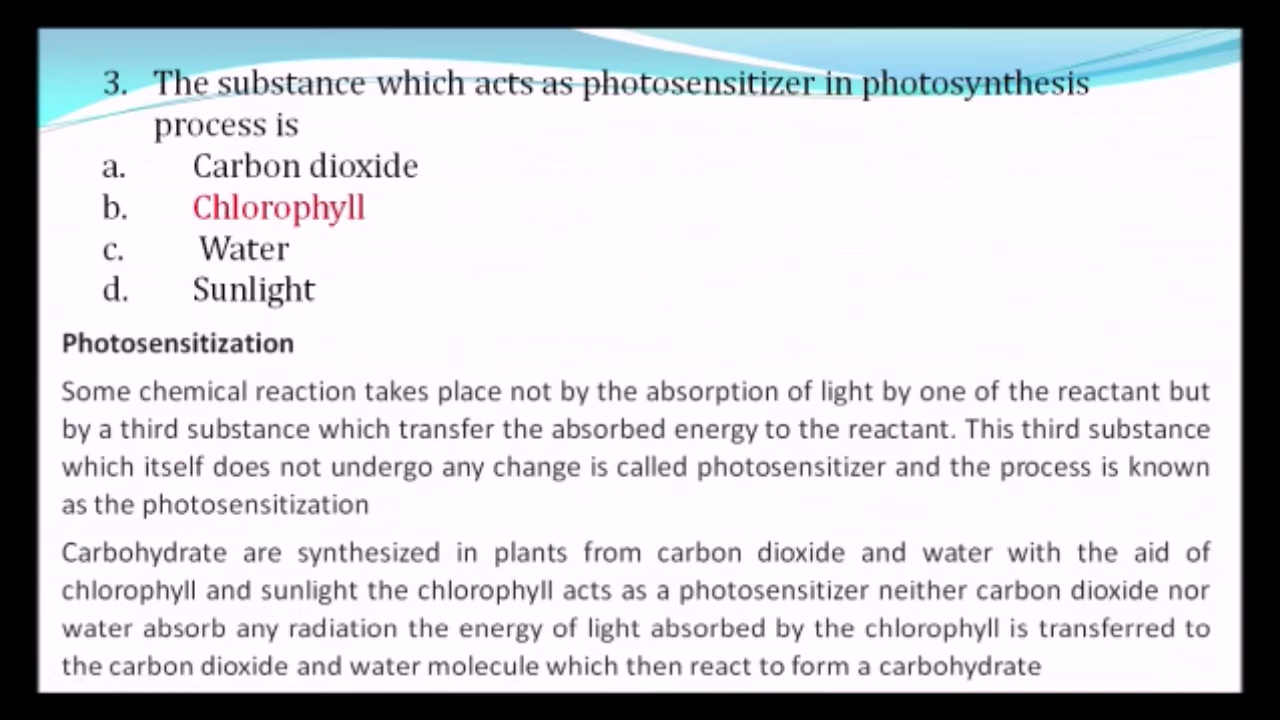 3. The substance which acts as photosensitizer in photosynthesis
process is
a. Carbon dioxide
b. Chlorophyll
c. Water
d. Sunlight
Photosensitization
Some chemical reaction takes place not by the absorption of light by one of the reactant but
by a third substance which transfer the absorbed energy to the reactant. This third substance
which itself does not undergo any change is called photosensitizer and the process is known
as the photosensitization
Carbohydrate are synthesized in plants from carbon dioxide and water with the aid of
chlorophyll and sunlight the chlorophyll acts as a photosensitizer neither carbon dioxide nor
water absorb any radiation the energy of light absorbed by the chlorophyll is transferred to
the carbon dioxide and water molecule which then react to form a carbohydrate